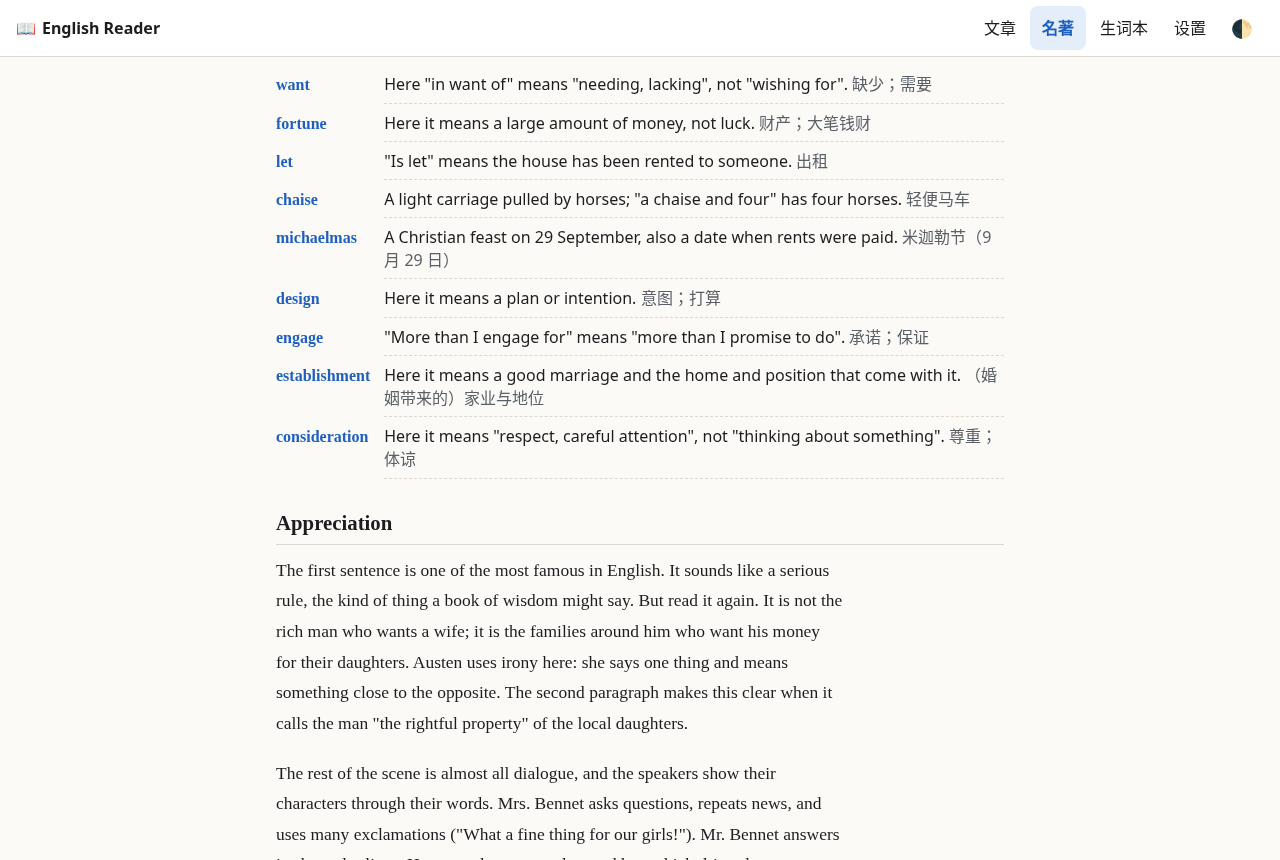 📖 English Reader
文章
名著
生词本
设置
want
Here "in want of" means "needing, lacking", not "wishing for". 缺少；需要
fortune
Here it means a large amount of money, not luck. 财产；大笔钱财
let
"Is let" means the house has been rented to someone. 出租
chaise
A light carriage pulled by horses; "a chaise and four" has four horses. 轻便马车
michaelmas
A Christian feast on 29 September, also a date when rents were paid. 米迦勒节（9
月 29 日）
design
Here it means a plan or intention. 意图；打算
engage
"More than I engage for" means "more than I promise to do". 承诺；保证
establishment
Here it means a good marriage and the home and position that come with it. （婚
姻带来的）家业与地位
consideration
Here it means "respect, careful attention", not "thinking about something". 尊重；
体谅
Appreciation
The first sentence is one of the most famous in English. It sounds like a serious
rule, the kind of thing a book of wisdom might say. But read it again. It is not the
rich man who wants a wife; it is the families around him who want his money
for their daughters. Austen uses irony here: she says one thing and means
something close to the opposite. The second paragraph makes this clear when it
calls the man "the rightful property" of the local daughters.
The rest of the scene is almost all dialogue, and the speakers show their
characters through their words. Mrs. Bennet asks questions, repeats news, and
uses many exclamations ("What a fine thing for our girls!"). Mr. Bennet answers